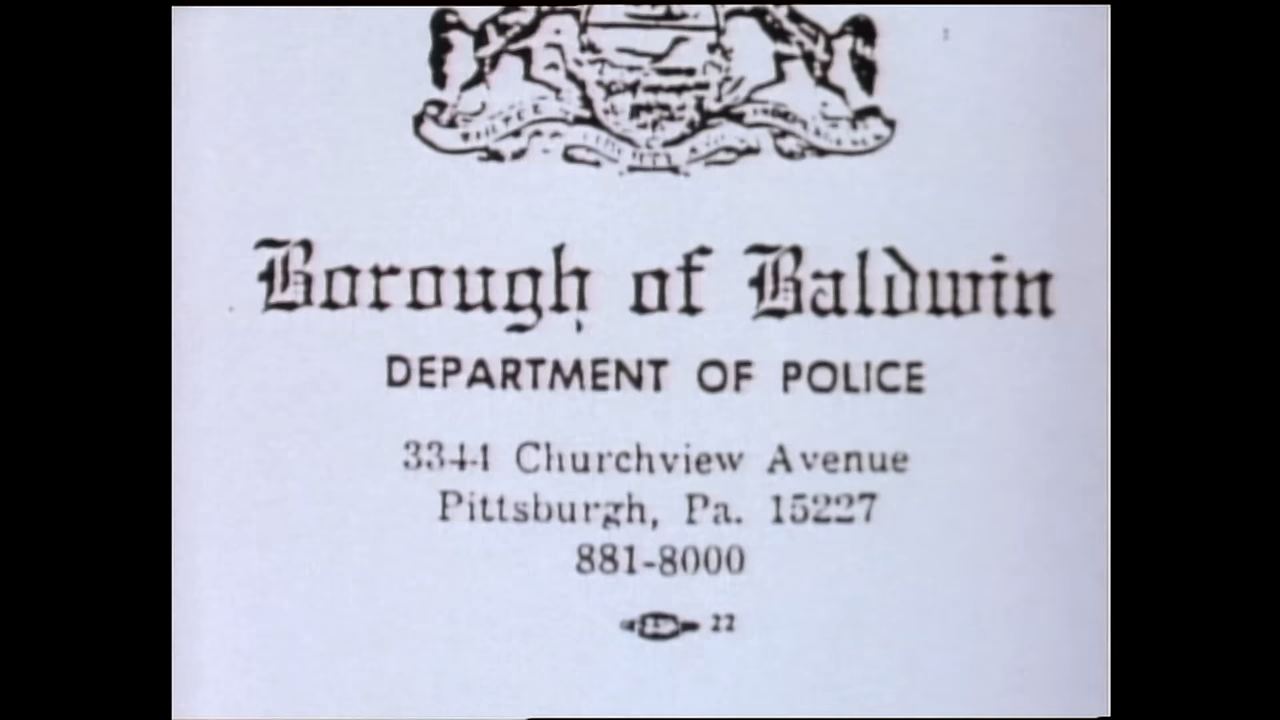 Borough of Baldwin
DEPARTMENT OF POLICE
3344 Churchview Avenue
Pittsburgh, Pa. 15227
881-8000
22